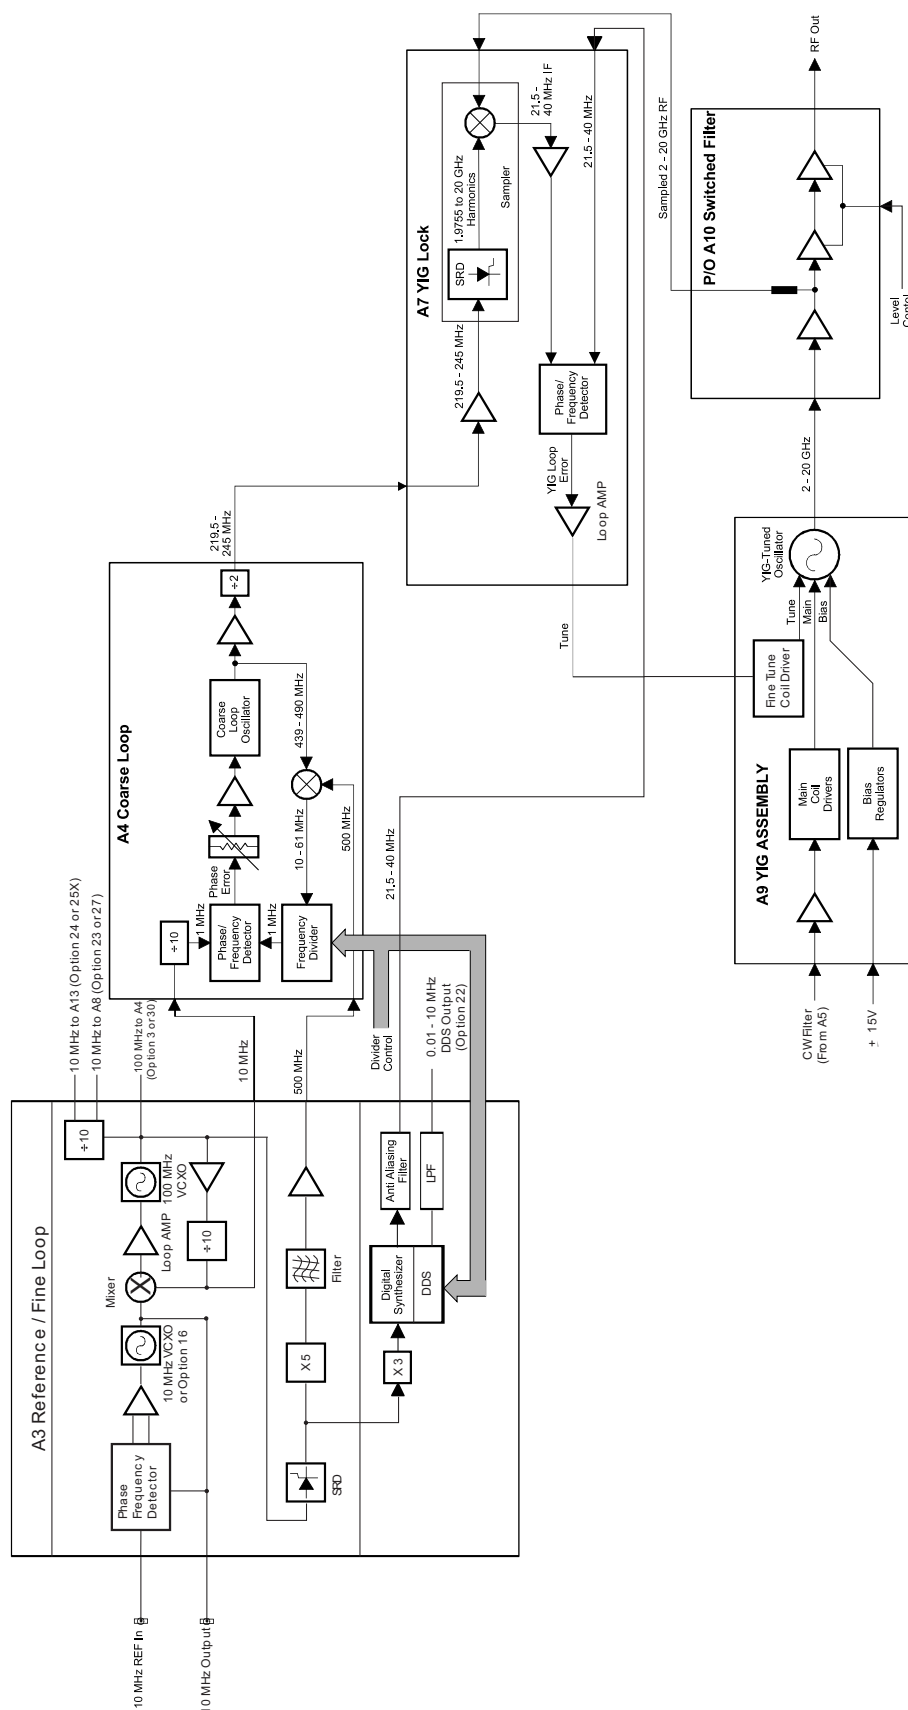 A3 Reference / Fine Loop
10 MHz REF In
10 MHz Output
Phase
Frequency
Detector
10 MHz VCXO
or Option 16
Mixer
Loop AMP
100 MHz
VCXO
÷10
÷10
10 MHz to A13 (Option 24 or 25X)
10 MHz to A8 (Option 23 or 27)
100 MHz to A4
(Option 3 or 30)
10 MHz
SRD
X 5
Filter
500 MHz
X 3
Digital
Synthesizer
DDS
Anti Aliasing
Filter
LPF
21.5 - 40 MHz
0.01 - 10 MHz
DDS Output
(Option 22)
Divider
Control
A4 Coarse Loop
÷10
1 MHz
Phase/
Frequency
Detector
1 MHz
Frequency
Divider
Phase
Error
10 - 61 MHz
500 MHz
Coarse
Loop
Oscillator
439 - 490 MHz
÷2
219.5 -
245 MHz
A7 YIG Lock
219.5 - 245 MHz
SRD
1.9755 to 20 GHz
Harmonics
Sampler
21.5 -
40 MHz IF
21.5 - 40 MHz
Phase/
Frequency
Detector
YIG Loop
Error
Loop AMP
Tune
Sampled 2 - 20 GHz RF
A9 YIG ASSEMBLY
CW Filter
(From A5)
± 15V
Main
Coil
Drivers
Bias
Regulators
Fine Tune
Coil Driver
Tune
Main
Bias
YIG-Tuned
Oscillator
2 - 20 GHz
P/O A10 Switched Filter
Level
Contol
RF Out